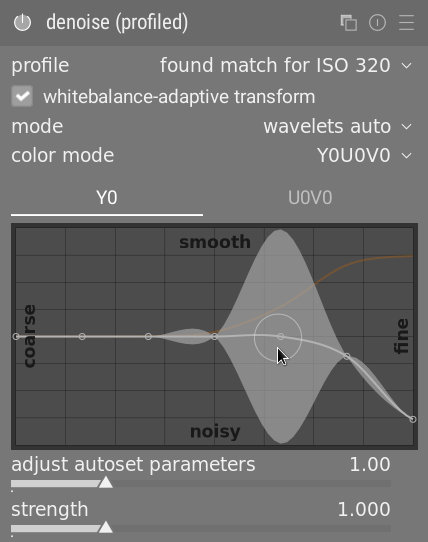 denoise (profiled)
profile found match for ISO 320
whitebalance-adaptive transform
mode wavelets auto
color mode Y0U0V0
Y0 U0V0
smooth
coarse
fine
noisy
adjust autoset parameters 1.00
strength 1.000